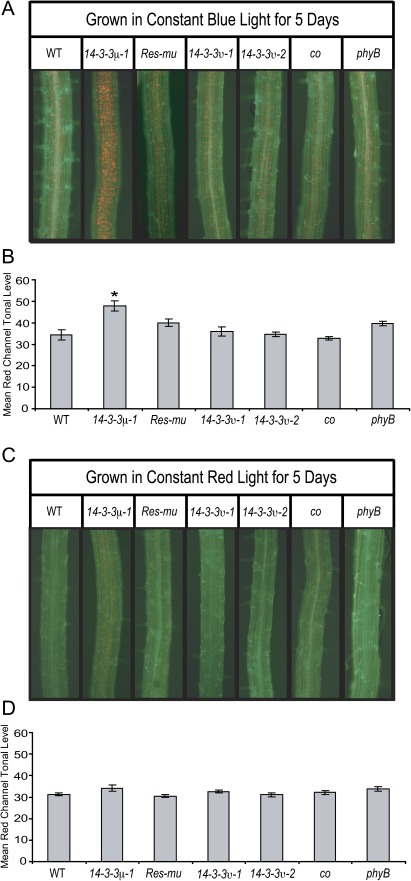 A
Grown in Constant Blue Light for 5 Days
WT 14-3-3μ-1 Res-mu 14-3-3υ-1 14-3-3υ-2 co phyB
B
Mean Red Channel Tonal Level
60
50
40
30
20
10
0
*
WT 14-3-3μ-1 Res-mu 14-3-3υ-1 14-3-3υ-2 co phyB
C
Grown in Constant Red Light for 5 Days
WT 14-3-3μ-1 Res-mu 14-3-3υ-1 14-3-3υ-2 co phyB
D
Mean Red Channel Tonal Level
60
50
40
30
20
10
0
WT 14-3-3μ-1 Res-mu 14-3-3υ-1 14-3-3υ-2 co phyB